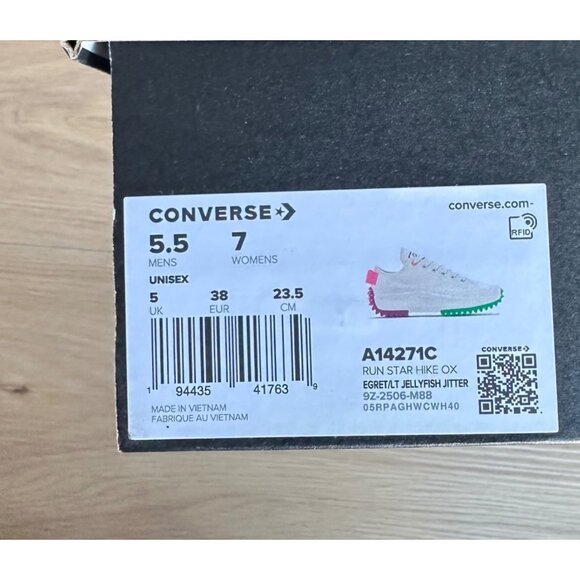 CONVERSE
converse.com-
RFID
5.5 7
MENS WOMENS
UNISEX
5 38 23.5
UK EUR CM
1 94435 41763 9
MADE IN VIETNAM
FABRIQUE AU VIETNAM
A14271C
RUN STAR HIKE OX
EGRET/LT JELLYFISH JITTER
9Z-2506-M88
05RPAGHWCWH40
CONVERSE